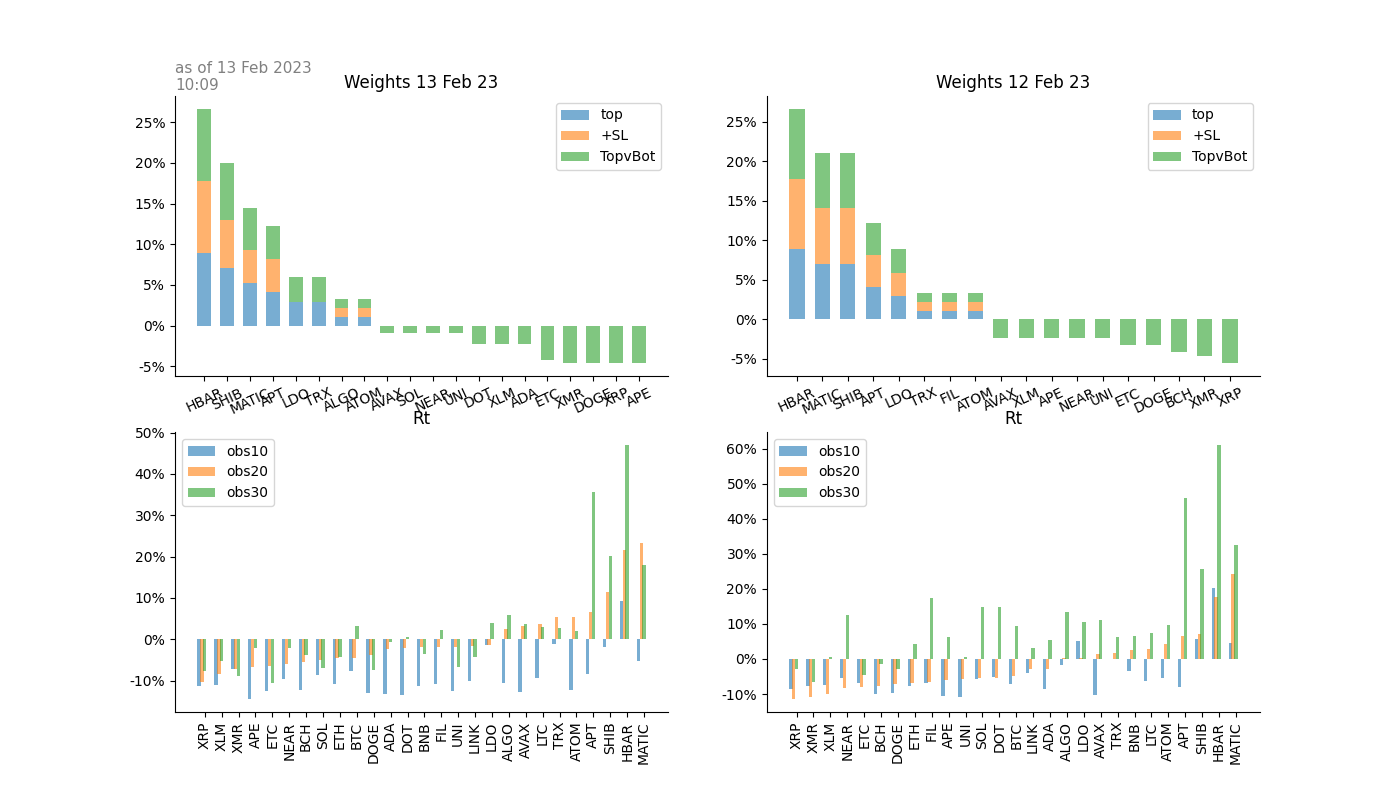 as of 13 Feb 2023
10:09
Weights 13 Feb 23
25%
20%
15%
10%
5%
0%
-5%
top
+SL
TopvBot
HBAR SHIB MATIC APT LDO TRX ALGO ATOM AVAX SOL NEAR UNI DOT XLM ADA ETC XMR DOGE XRP APE
Weights 12 Feb 23
25%
20%
15%
10%
5%
0%
-5%
top
+SL
TopvBot
HBAR MATIC SHIB APT LDO TRX FIL ATOM AVAX XLM APE NEAR UNI ETC DOGE BCH XMR XRP
Rt
50%
40%
30%
20%
10%
0%
-10%
obs10
obs20
obs30
XRP XLM XMR APE ETC NEAR BCH SOL ETH BTC DOGE ADA DOT BNB FIL UNI LINK LDO ALGO AVAX LTC TRX ATOM APT SHIB HBAR MATIC
Rt
60%
50%
40%
30%
20%
10%
0%
-10%
obs10
obs20
obs30
XRP XMR XLM NEAR ETC BCH DOGE ETH FIL APE UNI SOL DOT BTC LINK ADA ALGO LDO AVAX TRX BNB LTC ATOM APT SHIB HBAR MATIC